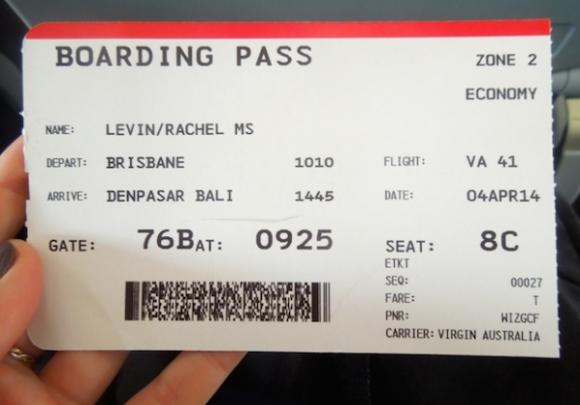 BOARDING PASS ZONE 2
ECONOMY
NAME: LEVIN/RACHEL MS
DEPART: BRISBANE 1010 FLIGHT: VA 41
ARRIVE: DENPASAR BALI 1445 DATE: 04APR14
GATE: 76B AT: 0925 SEAT: 8C
ETKT
SEQ: 00027
FARE: T
PNR: WIZGCF
CARRIER: VIRGIN AUSTRALIA